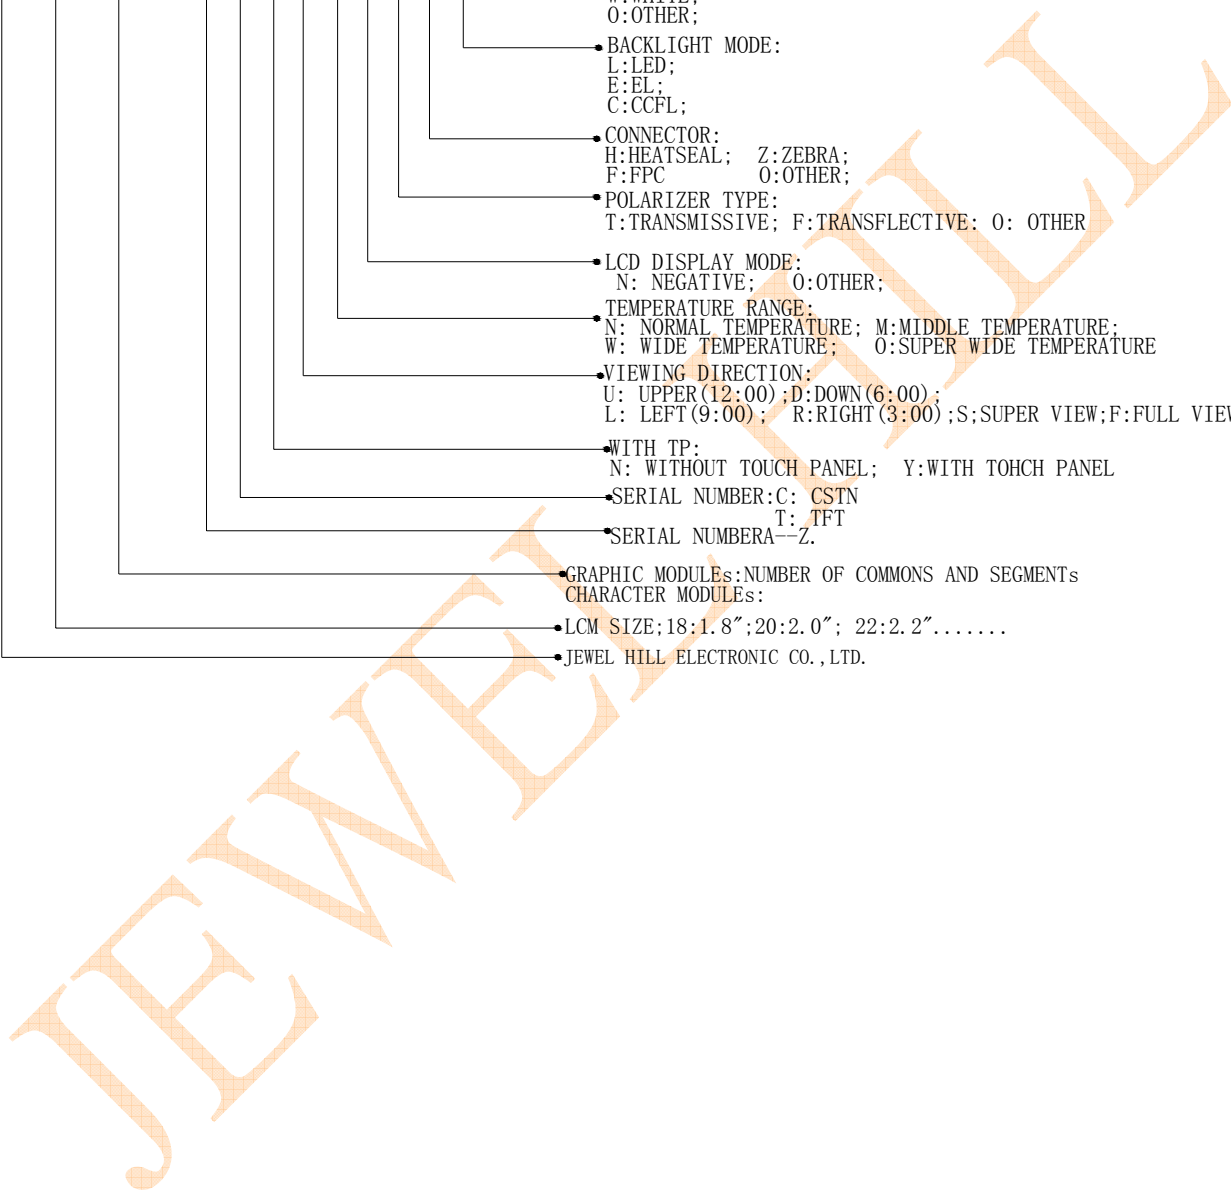 W:WHITE;
O:OTHER;
BACKLIGHT MODE:
L:LED;
E:EL;
C:CCFL;
CONNECTOR:
H:HEATSEAL; Z:ZEBRA;
F:FPC O:OTHER;
POLARIZER TYPE:
T:TRANSMISSIVE; F:TRANSFLECTIVE: O: OTHER
LCD DISPLAY MODE:
N: NEGATIVE; O:OTHER;
TEMPERATURE RANGE:
N: NORMAL TEMPERATURE; M:MIDDLE TEMPERATURE;
W: WIDE TEMPERATURE; O:SUPER WIDE TEMPERATURE
VIEWING DIRECTION:
U: UPPER(12:00);D:DOWN(6:00);
L: LEFT(9:00); R:RIGHT(3:00);S;SUPER VIEW;F:FULL VIEW
WITH TP:
N: WITHOUT TOUCH PANEL; Y:WITH TOHCH PANEL
SERIAL NUMBER:C: CSTN
T: TFT
SERIAL NUMBERA--Z.
GRAPHIC MODULEs:NUMBER OF COMMONS AND SEGMENTs
CHARACTER MODULEs:
LCM SIZE;18:1.8″;20:2.0″; 22:2.2″.......
JEWEL HILL ELECTRONIC CO.,LTD.
JEWEL HILL